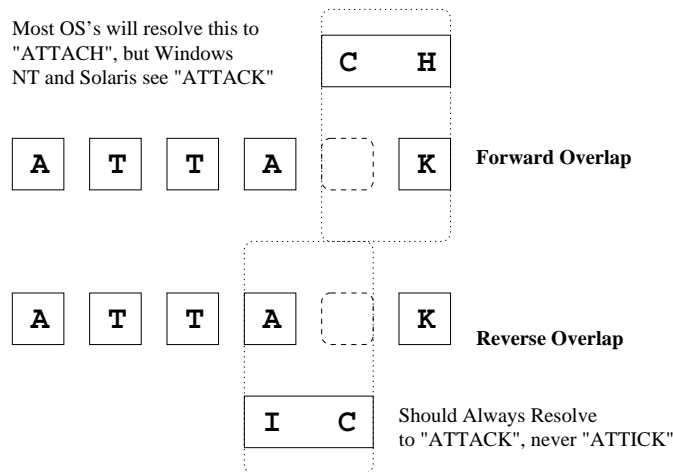 Most OS's will resolve this to
"ATTACH", but Windows
NT and Solaris see "ATTACK"
C H
A T T A K
Forward Overlap
A T T A K
Reverse Overlap
I C
Should Always Resolve
to "ATTACK", never "ATTICK"